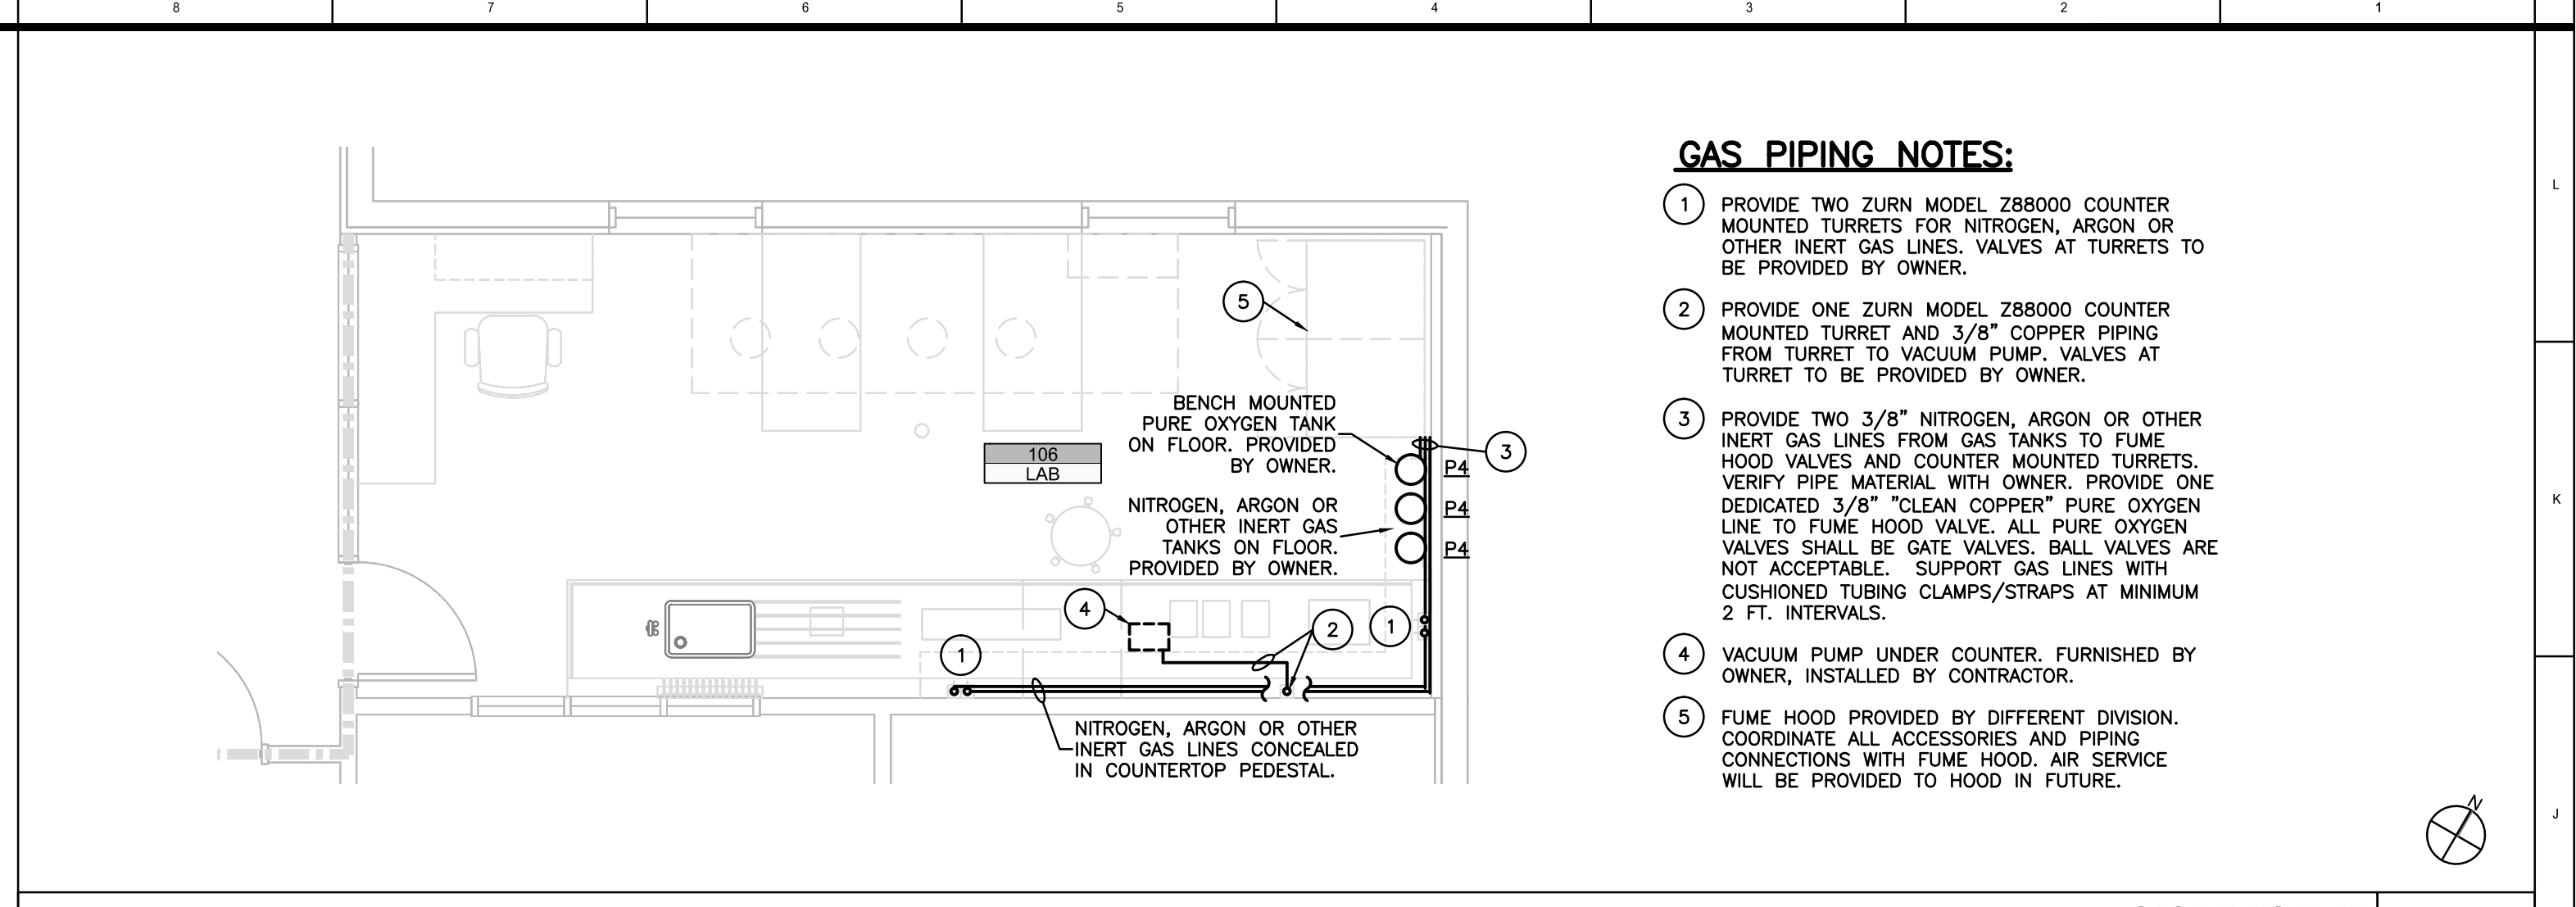 8 7 6 5 4 3 2 1
L
K
J
5
BENCH MOUNTED
PURE OXYGEN TANK
ON FLOOR. PROVIDED
BY OWNER.
106
LAB
3
P4
P4
P4
NITROGEN, ARGON OR
OTHER INERT GAS
TANKS ON FLOOR.
PROVIDED BY OWNER.
4
2
1
1
NITROGEN, ARGON OR OTHER
INERT GAS LINES CONCEALED
IN COUNTERTOP PEDESTAL.
GAS PIPING NOTES:
1 PROVIDE TWO ZURN MODEL Z88000 COUNTER
MOUNTED TURRETS FOR NITROGEN, ARGON OR
OTHER INERT GAS LINES. VALVES AT TURRETS TO
BE PROVIDED BY OWNER.
2 PROVIDE ONE ZURN MODEL Z88000 COUNTER
MOUNTED TURRET AND 3/8" COPPER PIPING
FROM TURRET TO VACUUM PUMP. VALVES AT
TURRET TO BE PROVIDED BY OWNER.
3 PROVIDE TWO 3/8" NITROGEN, ARGON OR OTHER
INERT GAS LINES FROM GAS TANKS TO FUME
HOOD VALVES AND COUNTER MOUNTED TURRETS.
VERIFY PIPE MATERIAL WITH OWNER. PROVIDE ONE
DEDICATED 3/8" "CLEAN COPPER" PURE OXYGEN
LINE TO FUME HOOD VALVE. ALL PURE OXYGEN
VALVES SHALL BE GATE VALVES. BALL VALVES ARE
NOT ACCEPTABLE. SUPPORT GAS LINES WITH
CUSHIONED TUBING CLAMPS/STRAPS AT MINIMUM
2 FT. INTERVALS.
4 VACUUM PUMP UNDER COUNTER. FURNISHED BY
OWNER, INSTALLED BY CONTRACTOR.
5 FUME HOOD PROVIDED BY DIFFERENT DIVISION.
COORDINATE ALL ACCESSORIES AND PIPING
CONNECTIONS WITH FUME HOOD. AIR SERVICE
WILL BE PROVIDED TO HOOD IN FUTURE.
N